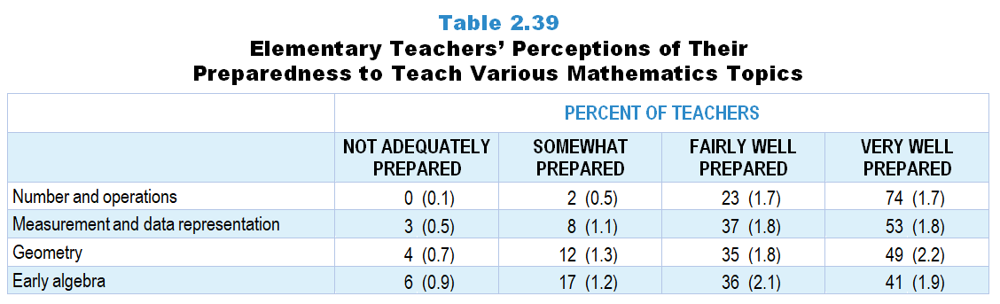 Table 2.39
Elementary Teachers’ Perceptions of Their
Preparedness to Teach Various Mathematics Topics
PERCENT OF TEACHERS
NOT ADEQUATELY PREPARED SOMEWHAT PREPARED FAIRLY WELL PREPARED VERY WELL PREPARED
Number and operations 0 (0.1) 2 (0.5) 23 (1.7) 74 (1.7)
Measurement and data representation 3 (0.5) 8 (1.1) 37 (1.8) 53 (1.8)
Geometry 4 (0.7) 12 (1.3) 35 (1.8) 49 (2.2)
Early algebra 6 (0.9) 17 (1.2) 36 (2.1) 41 (1.9)